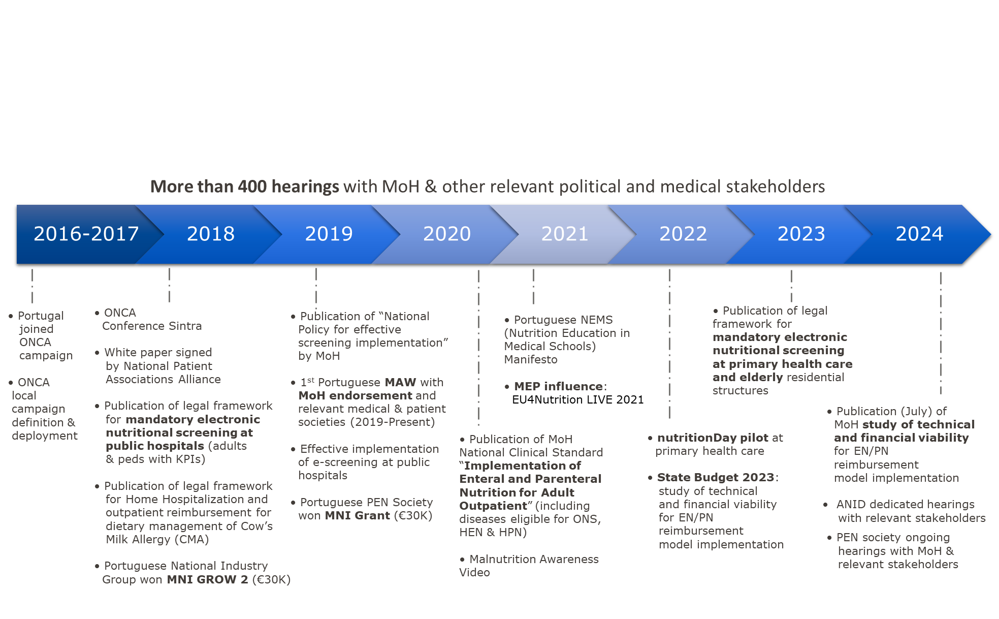 More than 400 hearings with MoH & other relevant political and medical stakeholders
2016-2017
2018
2019
2020
2021
2022
2023
2024
• Portugal
joined
ONCA
campaign
• ONCA
local
campaign
definition &
deployment
• ONCA
Conference Sintra
• White paper signed
by National Patient
Associations Alliance
• Publication of legal framework
for mandatory electronic
nutritional screening at
public hospitals (adults
& peds with KPIs)
• Publication of legal framework
for Home Hospitalization and
outpatient reimbursement for
dietary management of Cow’s
Milk Allergy (CMA)
• Portuguese National Industry
Group won MNI GROW 2 (€30K)
• Publication of “National
Policy for effective
screening implementation”
by MoH
• 1st Portuguese MAW with
MoH endorsement and
relevant medical & patient
societies (2019-Present)
• Effective implementation
of e-screening at public
hospitals
• Portuguese PEN Society
won MNI Grant (€30K)
• Publication of MoH
National Clinical Standard
“Implementation of
Enteral and Parenteral
Nutrition for Adult
Outpatient” (including
diseases eligible for ONS,
HEN & HPN)
• Malnutrition Awareness
Video
• Portuguese NEMS
(Nutrition Education in
Medical Schools)
Manifesto
• MEP influence:
EU4Nutrition LIVE 2021
• nutritionDay pilot at
primary health care
• State Budget 2023:
study of technical
and financial viability
for EN/PN
reimbursement
model implementation
• Publication of legal
framework for
mandatory electronic
nutritional screening
at primary health care
and elderly residential
structures
• Publication (July) of
MoH study of technical
and financial viability
for EN/PN
reimbursement
model implementation
• ANID dedicated hearings
with relevant stakeholders
• PEN society ongoing
hearings with MoH &
relevant stakeholders